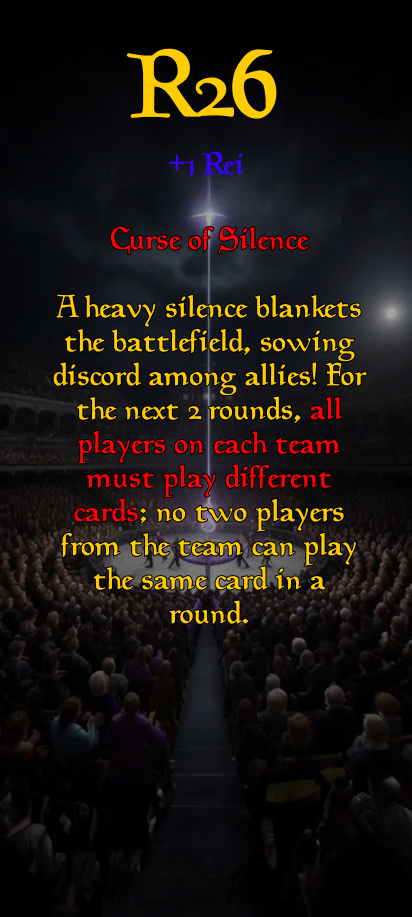 R26
+1 Rei
Curse of Silence
A heavy silence blankets
the battlefield, sowing
discord among allies! For
the next 2 rounds, all
players on each team
must play different
cards; no two players
from the team can play
the same card in a
round.